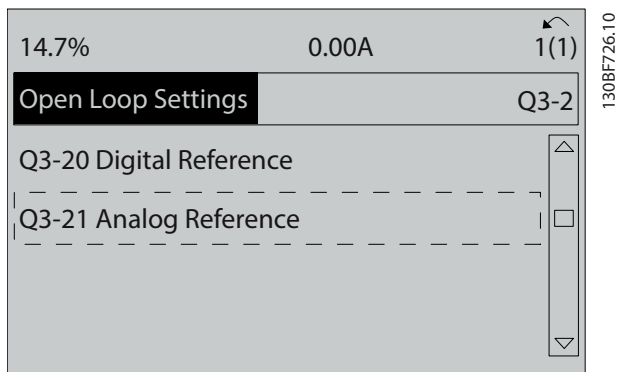 14.7% 0.00A 1(1)
Open Loop Settings Q3-2
Q3-20 Digital Reference
Q3-21 Analog Reference
130BF726.10